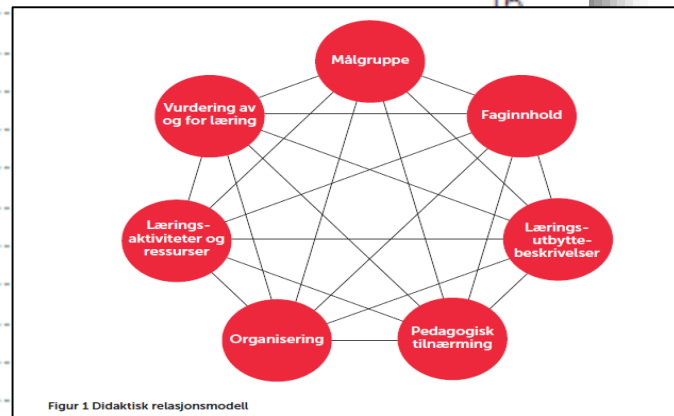 Målgruppe
Vurdering av
og for læring
Faginnhold
Lærings-
aktiviteter og
ressurser
Lærings-
utbytte-
beskrivelser
Organisering
Pedagogisk
tilnærming
Figur 1 Didaktisk relasjonsmodell